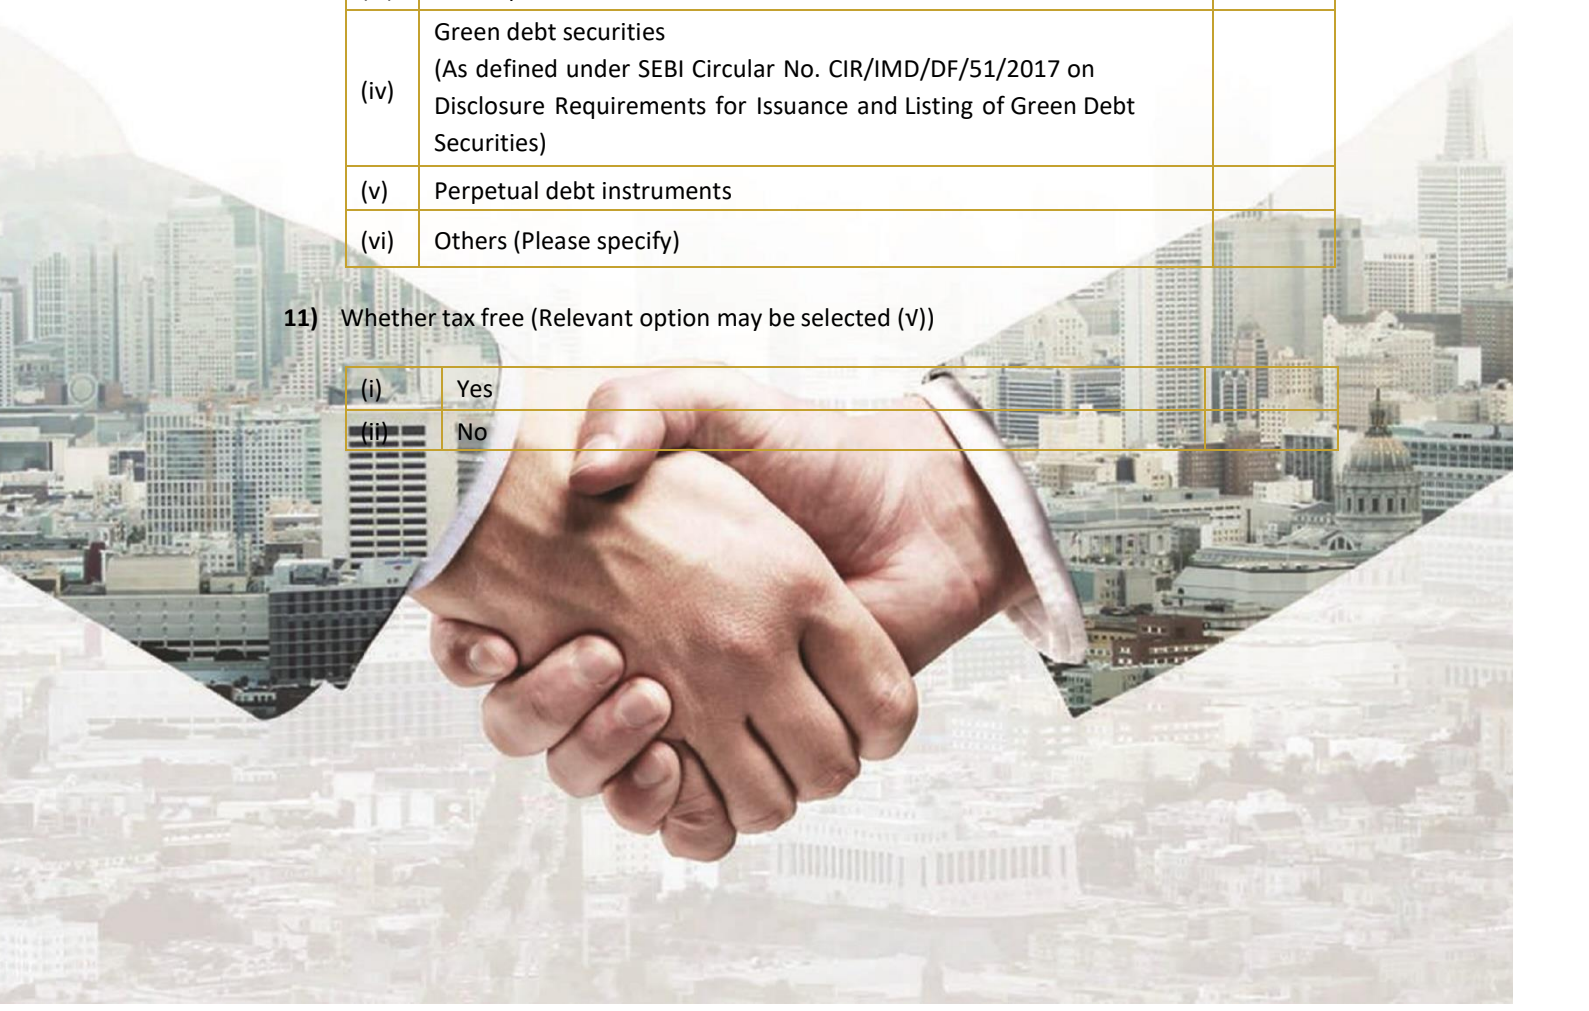 Green debt securities
(As defined under SEBI Circular No. CIR/IMD/DF/51/2017 on
(iv)
Disclosure Requirements for Issuance and Listing of Green Debt
Securities)
(v) Perpetual debt instruments
(vi) Others (Please specify)
11) Whether tax free (Relevant option may be selected (√))
(i) Yes
(ii) No